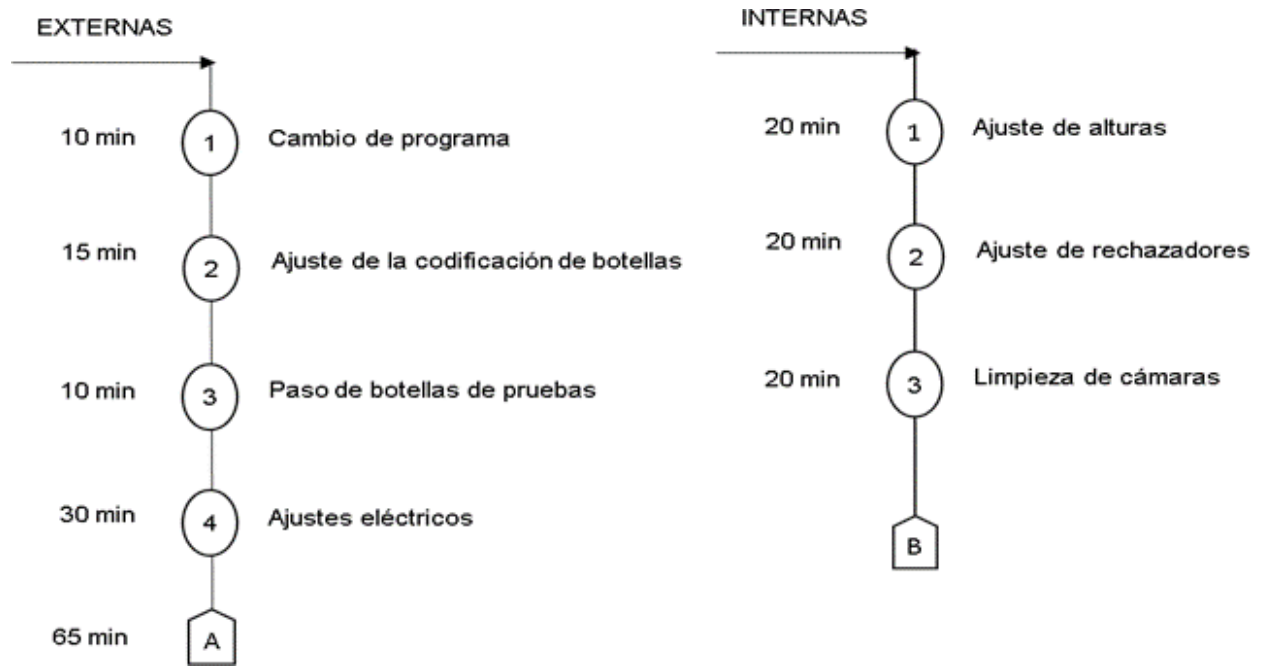 EXTERNAS
10 min 1 Cambio de programa
15 min 2 Ajuste de la codificación de botellas
10 min 3 Paso de botellas de pruebas
30 min 4 Ajustes eléctricos
65 min A
INTERNAS
20 min 1 Ajuste de alturas
20 min 2 Ajuste de rechazadores
20 min 3 Limpieza de cámaras
B